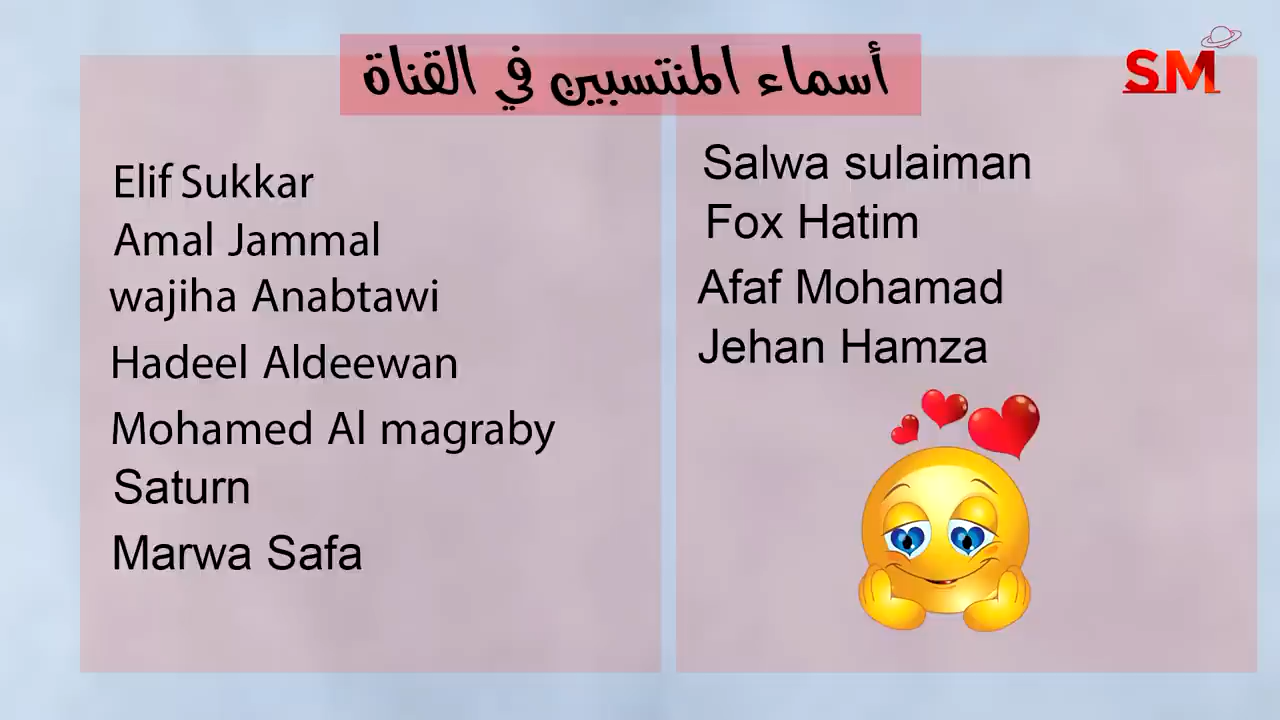 أسماء المنتسبين في القناة
SM
Elif Sukkar
Amal Jammal
wajiha Anabtawi
Hadeel Aldeewan
Mohamed Al magraby
Saturn
Marwa Safa
Salwa sulaiman
Fox Hatim
Afaf Mohamad
Jehan Hamza